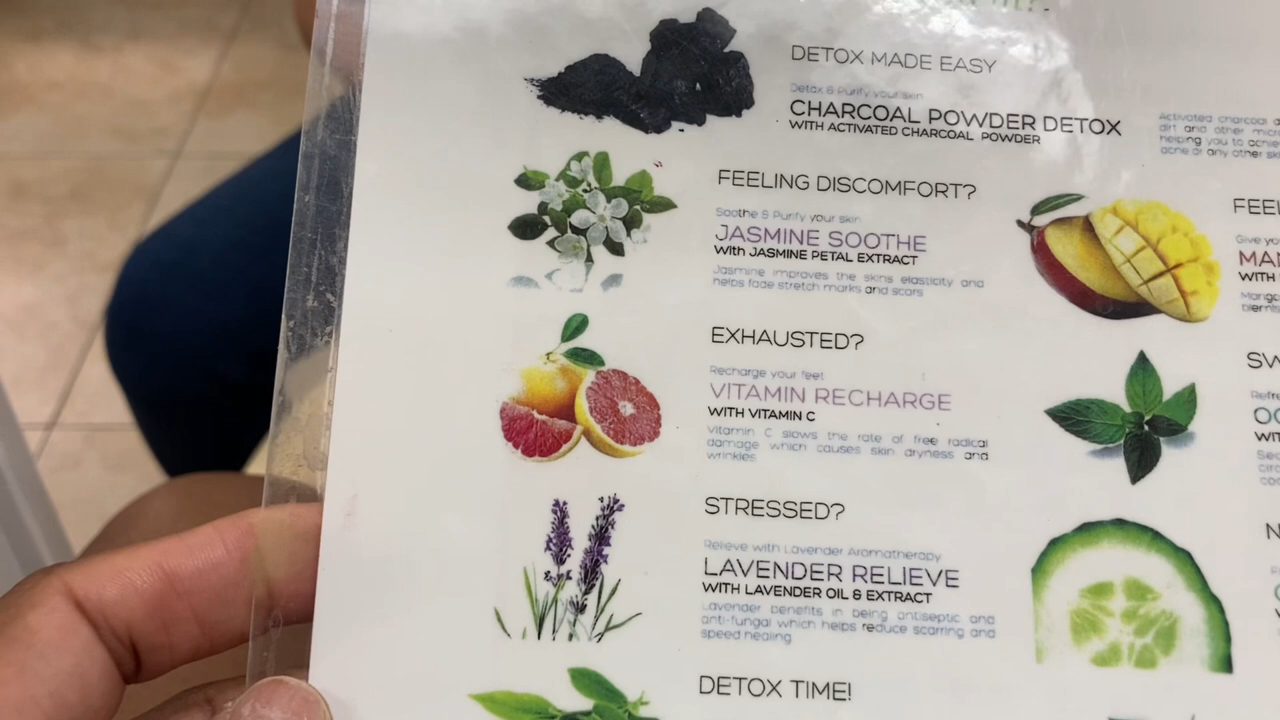 DETOX MADE EASY
Detox & Purify your skin
CHARCOAL POWDER DETOX
WITH ACTIVATED CHARCOAL POWDER
Activated charcoal
dirt and other
helping you to
acne or any other
FEELING DISCOMFORT?
Soothe & Purify your skin
JASMINE SOOTHE
With JASMINE PETAL EXTRACT
Jasmine improves the skins elasticity and
helps fade stretch marks and scars
EXHAUSTED?
Recharge your feet
VITAMIN RECHARGE
WITH VITAMIN C
Vitamin C slows the rate of free radical
damage which causes skin dryness and
wrinkles
STRESSED?
Relieve with Lavender Aromatherapy
LAVENDER RELIEVE
WITH LAVENDER OIL & EXTRACT
Lavender benefits in being antiseptic and
anti-fungal which helps reduce scarring and
speed healing
DETOX TIME!
FEEL
Give
MAN
WITH
SW
OC
WIT
N